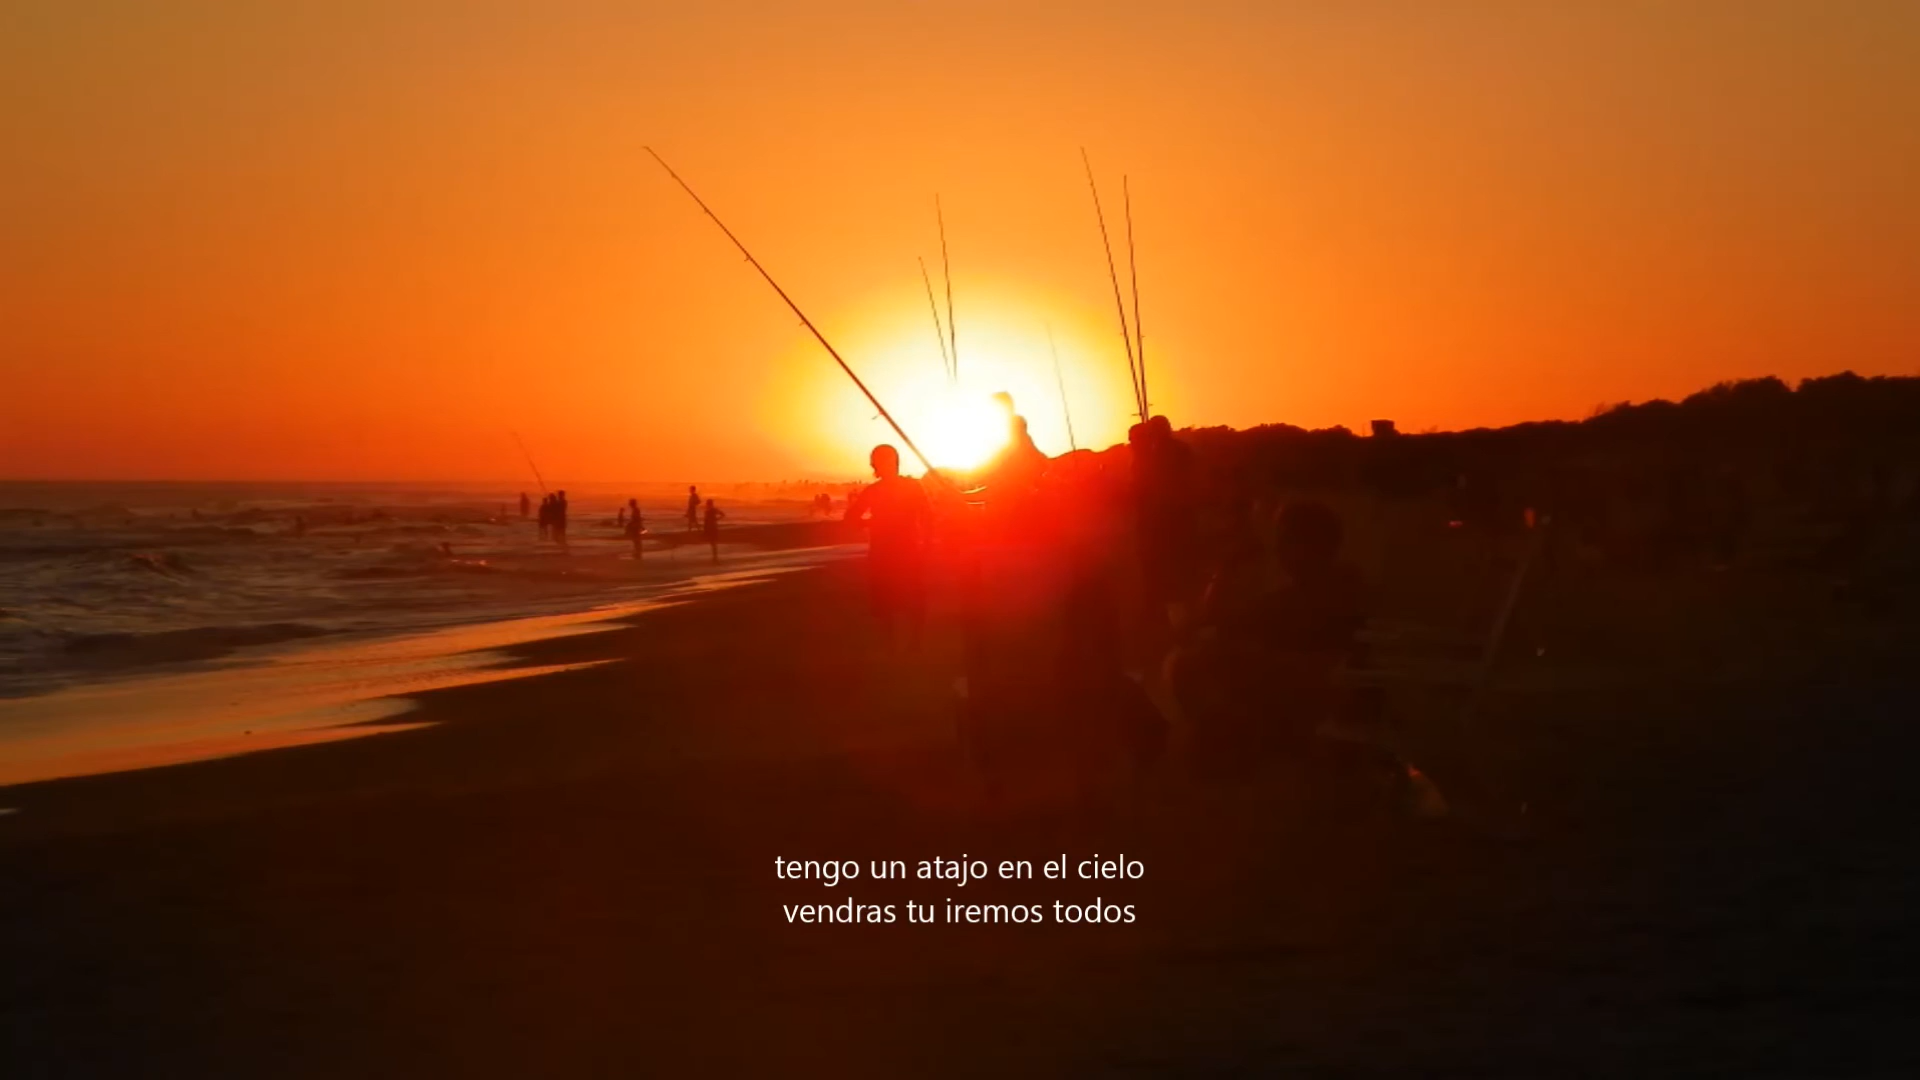 tengo un atajo en el cielo
vendras tu iremos todos